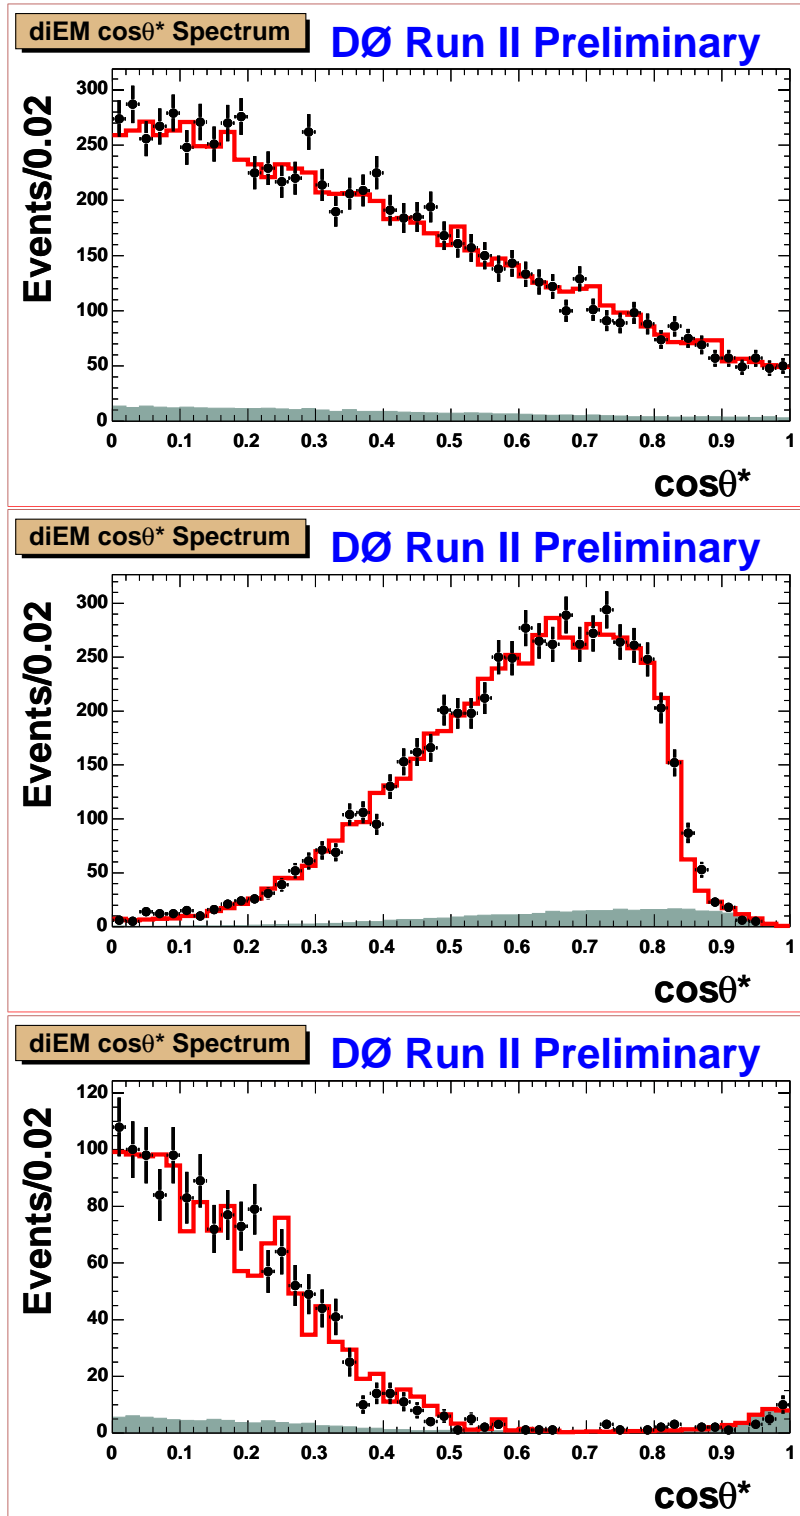 diEM cosθ* Spectrum
DØ Run II Preliminary
Events/0.02
300
250
200
150
100
50
0
0 0.1 0.2 0.3 0.4 0.5 0.6 0.7 0.8 0.9 1
cosθ*
diEM cosθ* Spectrum
DØ Run II Preliminary
Events/0.02
300
250
200
150
100
50
0
0 0.1 0.2 0.3 0.4 0.5 0.6 0.7 0.8 0.9 1
cosθ*
diEM cosθ* Spectrum
DØ Run II Preliminary
Events/0.02
120
100
80
60
40
20
0
0 0.1 0.2 0.3 0.4 0.5 0.6 0.7 0.8 0.9 1
cosθ*